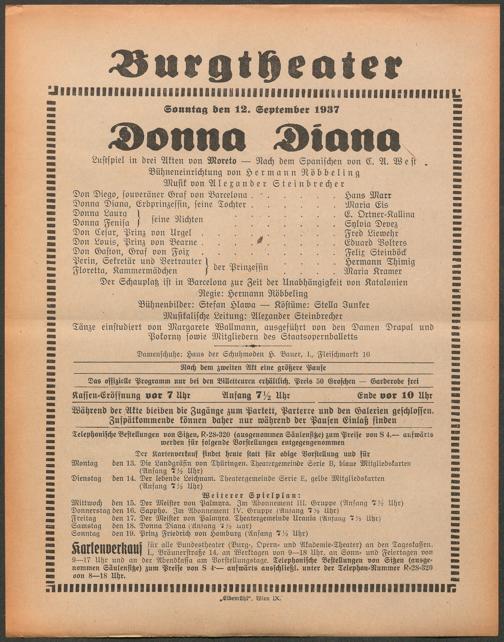 Burgtheater
Sonntag den 12. September 1937
Donna Diana
Lustspiel in drei Akten von Moreto — Nach dem Spanischen von C. A. West
Bühneneinrichtung von Hermann Röbbeling
Musik von Alexander Steinbrecher
Don Diego, souveräner Graf von Barcelona . . . . . Hans Marr
Donna Diana, Erbprinzessin, seine Tochter . . . . . Maria Eis
Donna Laura } seine Nichten . . . . . E. Ortner-Kallina
Donna Fenisa } . . . . . Sylvia Devez
Don Cesar, Prinz von Urgel . . . . . Fred Liewehr
Don Louis, Prinz von Bearne . . . . . Eduard Volters
Don Gaston, Graf von Foix . . . . . Felix Steinböck
Perin, Sekretär und Vertrauter } der Prinzessin . . . . . Hermann Thimig
Floretta, Kammermädchen } . . . . . Maria Kramer
Der Schauplatz ist in Barcelona zur Zeit der Unabhängigkeit von Katalonien
Regie: Hermann Röbbeling
Bühnenbilder: Stefan Hlawa — Kostüme: Stella Junker
Musikalische Leitung: Alexander Steinbrecher
Tänze einstudiert von Margarete Wallmann, ausgeführt von den Damen Drapal und
Pokorny sowie Mitgliedern des Staatsopernballetts
Damenschuhe: Haus der Schuhmoden H. Bauer, I., Fleischmarkt 16
Nach dem zweiten Akt eine größere Pause
Das offizielle Programm nur bei den Billetteuren erhältlich. Preis 50 Groschen — Garderobe frei
Kassen-Eröffnung vor 7 Uhr Anfang 7½ Uhr Ende vor 10 Uhr
Während der Akte bleiben die Zugänge zum Parkett, Parterre und den Galerien geschlossen.
Zuspätkommende können daher nur während der Pausen Einlaß finden
Telephonische Bestellungen von Sitzen, R-28-320 (ausgenommen Säulensitze) zum Preise von S 4.— aufwärts
werden für folgende Vorstellungen entgegengenommen
Der Kartenverkauf findet heute statt für obige Vorstellung und für
Montag den 13. Die Landgräfin von Thüringen. Theatergemeinde Serie B, blaue Mitgliedskarten
(Anfang 7½ Uhr)
Dienstag den 14. Der lebende Leichnam. Theatergemeinde Serie E, gelbe Mitgliedskarten
(Anfang 7½ Uhr)
Weiterer Spielplan:
Mittwoch den 15. Der Meister von Palmyra. Im Abonnement III. Gruppe (Anfang 7½ Uhr)
Donnerstag den 16. Sappho. Im Abonnement IV. Gruppe (Anfang 7½ Uhr)
Freitag den 17. Der Meister von Palmyra. Theatergemeinde Urania (Anfang 7½ Uhr)
Samstag den 18. Donna Diana (Anfang 7½ Uhr)
Sonntag den 19. Prinz Friedrich von Homburg (Anfang 7½ Uhr)
Kartenverkauf für alle Bundestheater (Burg-, Opern- und Akademie-Theater) an den Tageskassen.
I., Bräunerstraße 14, an Werktagen von 9—18 Uhr, an Sonn- und Feiertagen von
9—17 Uhr und an der Abendkassa am Vorstellungstage. Telephonische Bestellungen von Sitzen (ausge-
nommen Säulensitze) zum Preise von S 4·— aufwärts ausschließl. unter der Telephon-Nummer R-28-320
von 8—18 Uhr.
„Elbemühl“, Wien IX.